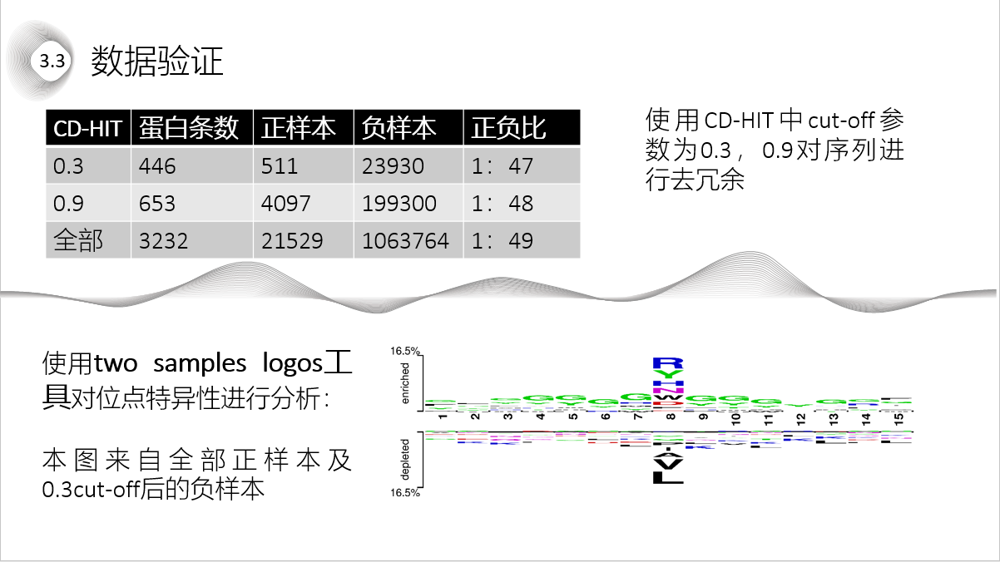 3.3
数据验证
CD-HIT 蛋白条数 正样本 负样本 正负比
0.3 446 511 23930 1：47
0.9 653 4097 199300 1：48
全部 3232 21529 1063764 1：49
使用CD-HIT中cut-off参
数为0.3，0.9对序列进
行去冗余
使用two samples logos工
具对位点特异性进行分析：
本图来自全部正样本及
0.3cut-off后的负样本
16.5%
enriched
R
Y
H
N
W
D
G G G G G G G G
1 2 3 4 5 6 7 8 9 10 11 12 13 14 15
depleted
A
V
L
16.5%